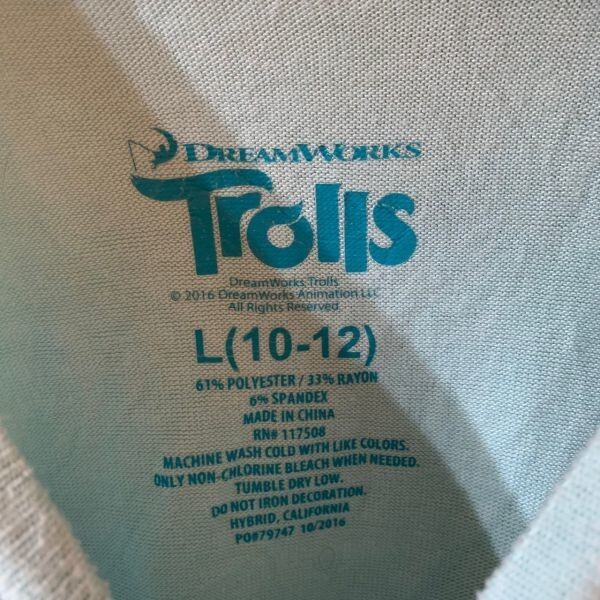 DREAMWORKS
Trolls
DreamWorks Trolls
© 2016 DreamWorks Animation LLC
All Rights Reserved
L(10-12)
61% POLYESTER / 33% RAYON
6% SPANDEX
MADE IN CHINA
RN# 117508
MACHINE WASH COLD WITH LIKE COLORS.
ONLY NON-CHLORINE BLEACH WHEN NEEDED.
TUMBLE DRY LOW.
DO NOT IRON DECORATION.
HYBRID, CALIFORNIA
PO#79747 10/2016